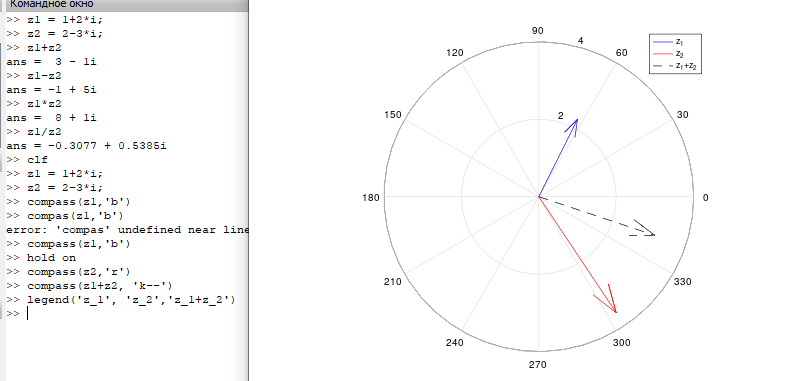 Командное окно
>> z1 = 1+2*i;
>> z2 = 2-3*i;
>> z1+z2
ans =  3 - 1i
>> z1-z2
ans = -1 + 5i
>> z1*z2
ans =  8 + 1i
>> z1/z2
ans = -0.3077 + 0.5385i
>> clf
>> z1 = 1+2*i;
>> z2 = 2-3*i;
>> compass(z1,'b')
>> compas(z1,'b')
error: 'compas' undefined near line
>> compass(z1,'b')
>> hold on
>> compass(z2,'r')
>> compass(z1+z2, 'k--')
>> legend('z_1', 'z_2','z_1+z_2')
>>
90
4
120
60
z1
z2
z1+z2
150
2
30
180
0
210
330
240
300
270